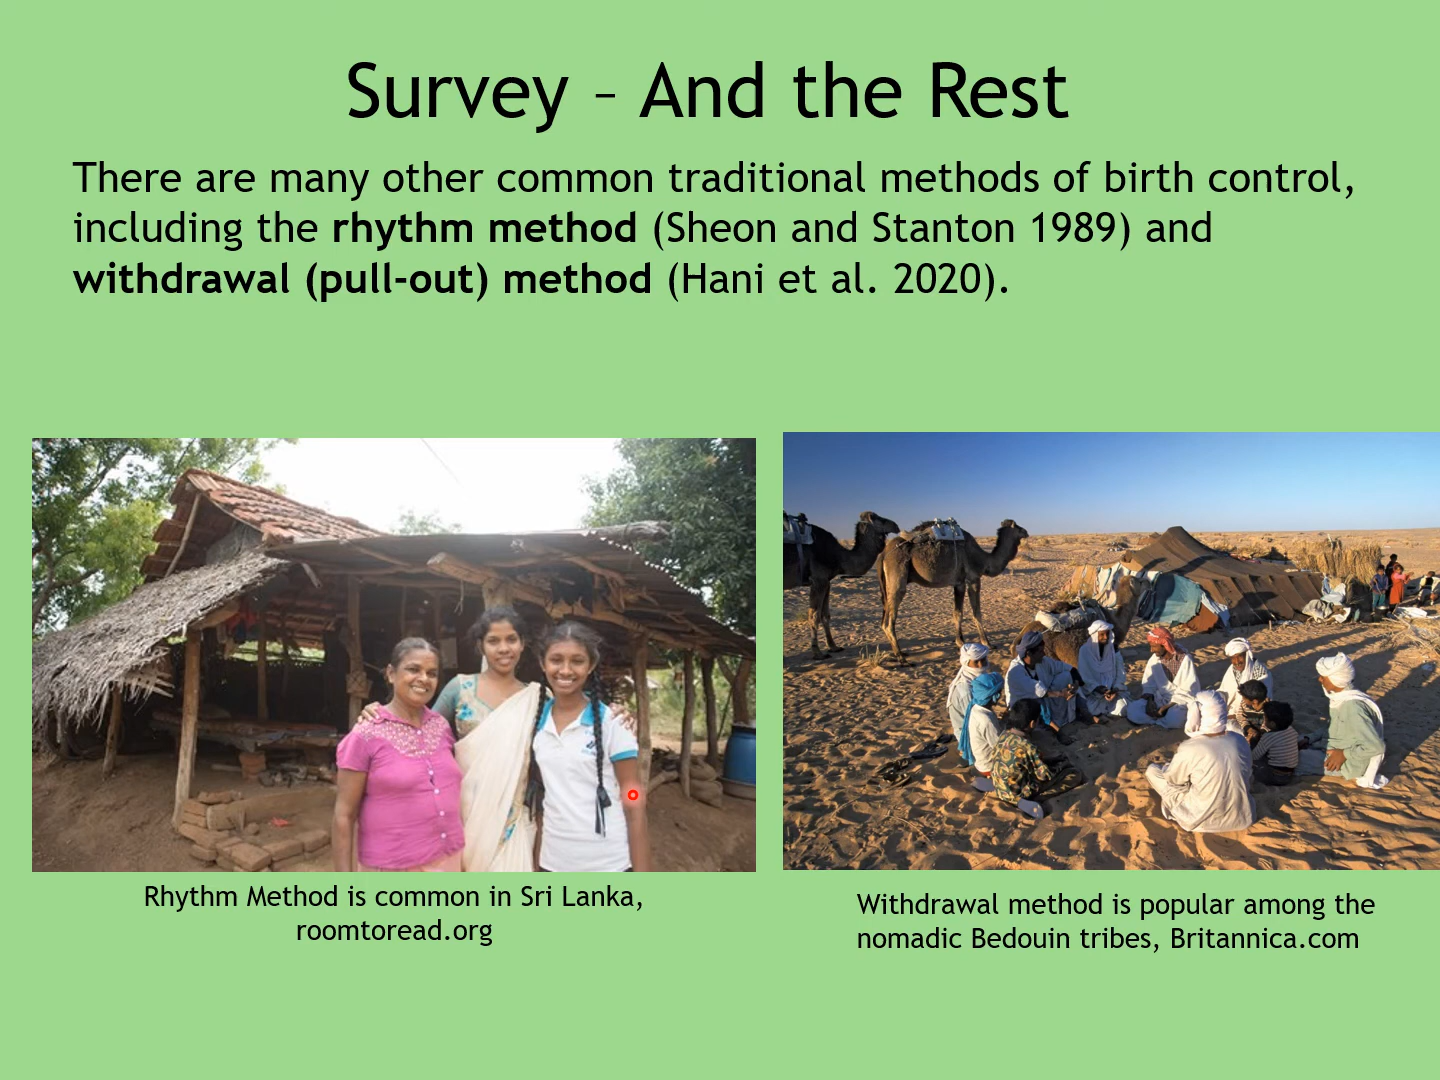 Survey – And the Rest
There are many other common traditional methods of birth control,
including the rhythm method (Sheon and Stanton 1989) and
withdrawal (pull-out) method (Hani et al. 2020).
Rhythm Method is common in Sri Lanka,
roomtoread.org
Withdrawal method is popular among the
nomadic Bedouin tribes, Britannica.com